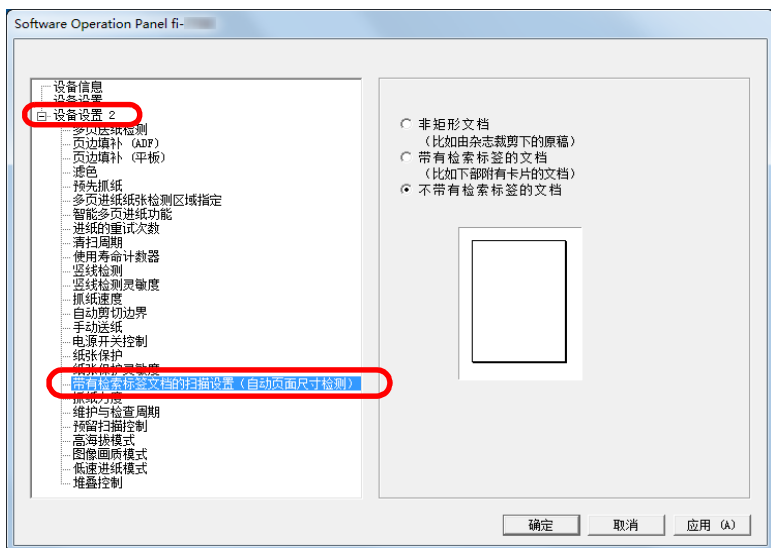 Software Operation Panel fi-
设备信息
设备设置
设备设置 2
多页送纸检测
页边填补 (ADF)
页边填补 (平板)
滤色
预先抓纸
多页进纸纸张检测区域指定
智能多页进纸功能
进纸的重试次数
清扫周期
使用寿命计数器
竖线检测
竖线检测灵敏度
抓纸速度
自动剪切边界
手动送纸
电源开关控制
纸张保护
纸张保护灵敏度
带有检索标签文档的扫描设置(自动页面尺寸检测)
抓纸力度
维护与检查周期
预留扫描控制
高海拔模式
图像画质模式
低速进纸模式
堆叠控制
非矩形文档
(比如由杂志裁剪下的原稿)
带有检索标签的文档
(比如下部附有卡片的文档)
不带有检索标签的文档
确定
取消
应用 (A)